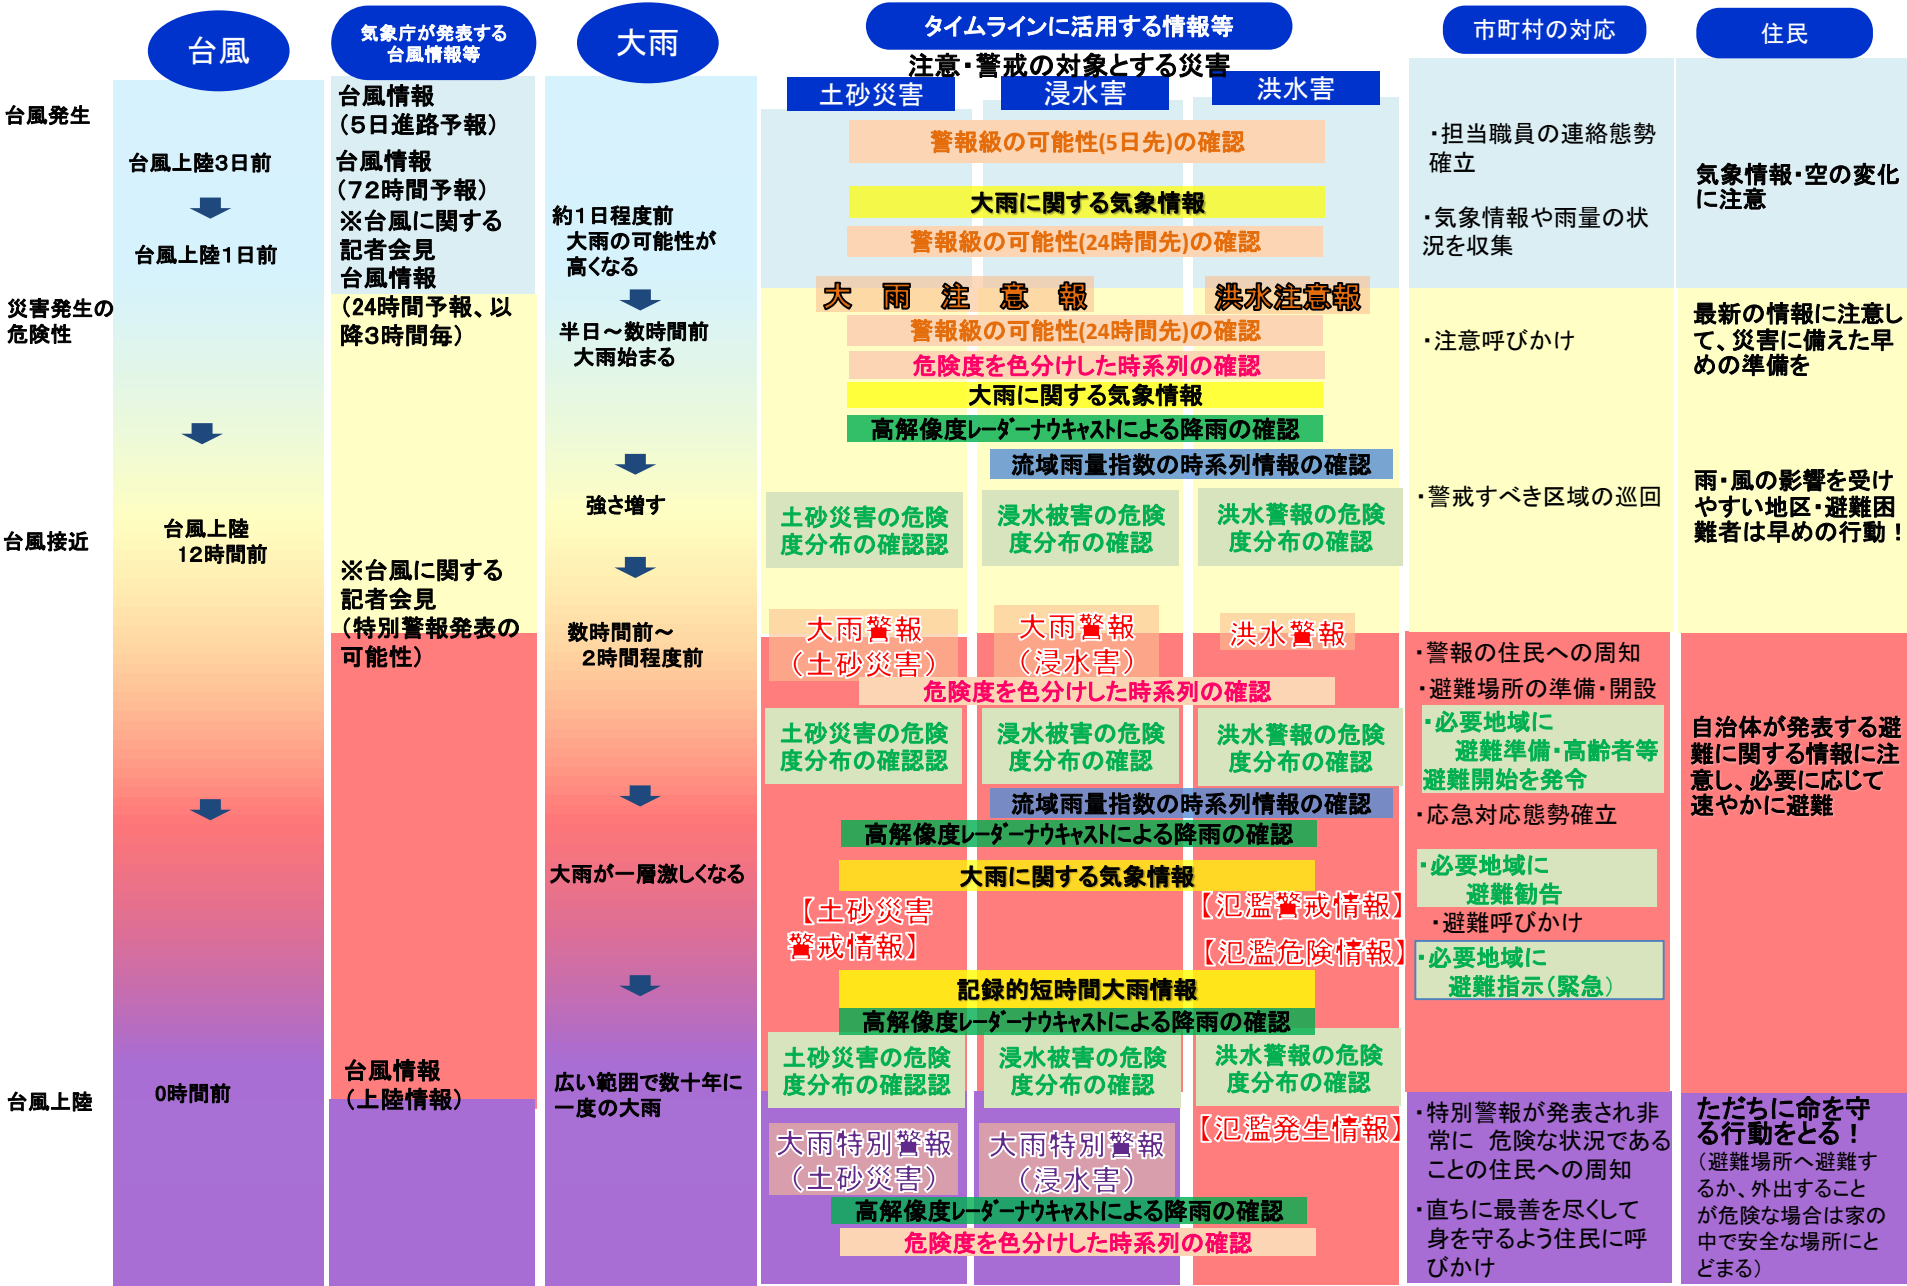 台風
気象庁が発表する
台風情報等
大雨
タイムラインに活用する情報等
市町村の対応
住民
注意・警戒の対象とする災害
土砂災害
浸水害
洪水害
台風発生
災害発生の
危険性
台風接近
台風上陸
台風上陸3日前
台風上陸1日前
台風上陸
12時間前
0時間前
台風情報
(5日進路予報)
台風情報
(72時間予報)
※台風に関する
記者会見
台風情報
(24時間予報、以
降3時間毎)
※台風に関する
記者会見
(特別警報発表の
可能性)
台風情報
(上陸情報)
約1日程度前
大雨の可能性が
高くなる
半日～数時間前
大雨始まる
強さ増す
数時間前～
2時間程度前
大雨が一層激しくなる
広い範囲で数十年に
一度の大雨
警報級の可能性(5日先)の確認
大雨に関する気象情報
警報級の可能性(24時間先)の確認
大雨注意報
洪水注意報
警報級の可能性(24時間先)の確認
危険度を色分けした時系列の確認
大雨に関する気象情報
高解像度ﾚｰﾀﾞｰﾅｳｷｬｽﾄによる降雨の確認
流域雨量指数の時系列情報の確認
土砂災害の危険
度分布の確認認
浸水被害の危険
度分布の確認
洪水警報の危険
度分布の確認
大雨警報
(土砂災害)
大雨警報
(浸水害)
洪水警報
危険度を色分けした時系列の確認
土砂災害の危険
度分布の確認認
浸水被害の危険
度分布の確認
洪水警報の危険
度分布の確認
流域雨量指数の時系列情報の確認
高解像度ﾚｰﾀﾞｰﾅｳｷｬｽﾄによる降雨の確認
大雨に関する気象情報
【土砂災害
警戒情報】
【氾濫警戒情報】
【氾濫危険情報】
記録的短時間大雨情報
高解像度ﾚｰﾀﾞｰﾅｳｷｬｽﾄによる降雨の確認
土砂災害の危険
度分布の確認認
浸水被害の危険
度分布の確認
洪水警報の危険
度分布の確認
【氾濫発生情報】
大雨特別警報
(土砂災害)
大雨特別警報
(浸水害)
高解像度ﾚｰﾀﾞｰﾅｳｷｬｽﾄによる降雨の確認
危険度を色分けした時系列の確認
・担当職員の連絡態勢
確立
・気象情報や雨量の状
況を収集
・注意呼びかけ
・警戒すべき区域の巡回
・警報の住民への周知
・避難場所の準備・開設
・必要地域に
避難準備・高齢者等
避難開始を発令
・応急対応態勢確立
・必要地域に
避難勧告
・避難呼びかけ
・必要地域に
避難指示(緊急)
・特別警報が発表され非
常に 危険な状況である
ことの住民への周知
・直ちに最善を尽くして
身を守るよう住民に呼
びかけ
気象情報・空の変化
に注意
最新の情報に注意し
て、災害に備えた早
めの準備を
雨・風の影響を受け
やすい地区・避難困
難者は早めの行動！
自治体が発表する避
難に関する情報に注
意し、必要に応じて
速やかに避難
ただちに命を守
る行動をとる！
(避難場所へ避難す
るか、外出すること
が危険な場合は家の
中で安全な場所にと
どまる)